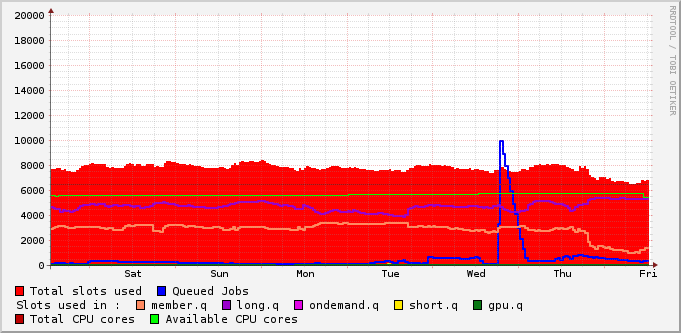 20000
18000
16000
14000
12000
10000
8000
6000
4000
2000
0
Sat Sun Mon Tue Wed Thu Fri
RRDTOOL / TOBI OETIKER
Total slots used Queued Jobs
Slots used in : member.q long.q ondemand.q short.q gpu.q
Total CPU cores Available CPU cores